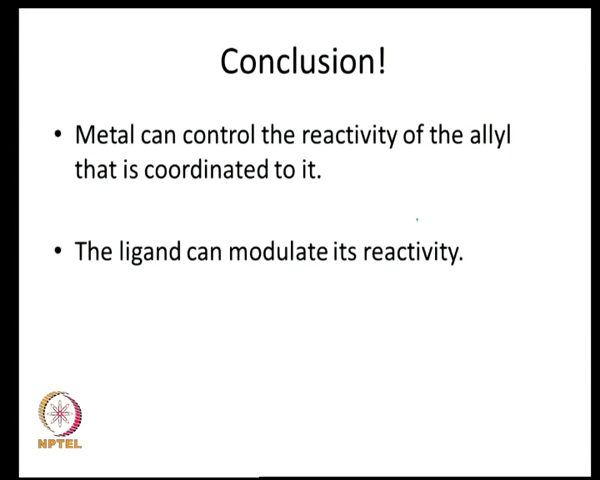 Conclusion!
• Metal can control the reactivity of the allyl
that is coordinated to it.
• The ligand can modulate its reactivity.
NPTEL